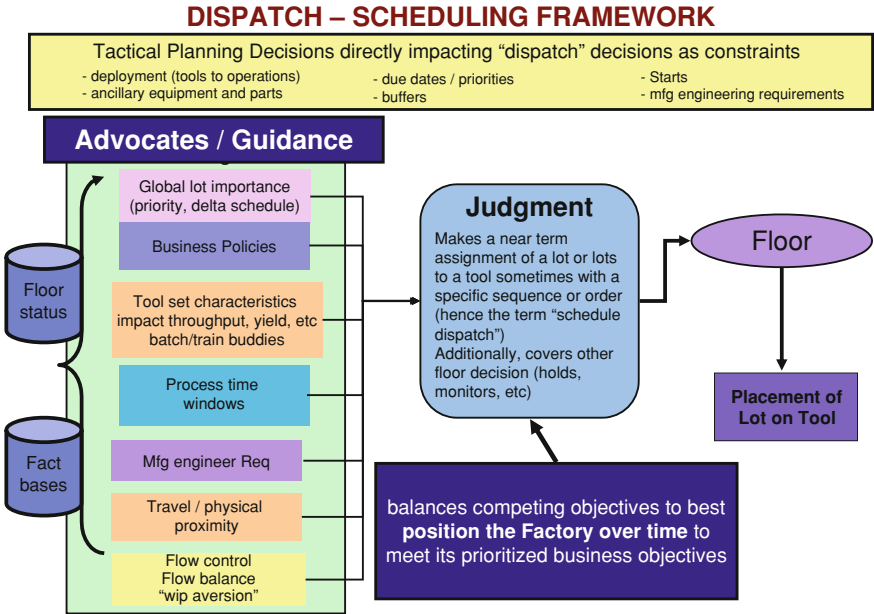 DISPATCH – SCHEDULING FRAMEWORK
Tactical Planning Decisions directly impacting “dispatch” decisions as constraints
- deployment (tools to operations)
- ancillary equipment and parts
- due dates / priorities
- buffers
- Starts
- mfg engineering requirements
Advocates / Guidance
Global lot importance
(priority, delta schedule)
Business Policies
Tool set characteristics
impact throughput, yield, etc
batch/train buddies
Process time
windows
Mfg engineer Req
Travel / physical
proximity
Flow control
Flow balance
“wip aversion”
Floor
status
Fact
bases
Judgment
Makes a near term
assignment of a lot or lots
to a tool sometimes with a
specific sequence or order
(hence the term “schedule
dispatch”)
Additionally, covers other
floor decision (holds,
monitors, etc)
balances competing objectives to best
position the Factory over time to
meet its prioritized business objectives
Floor
Placement of
Lot on Tool